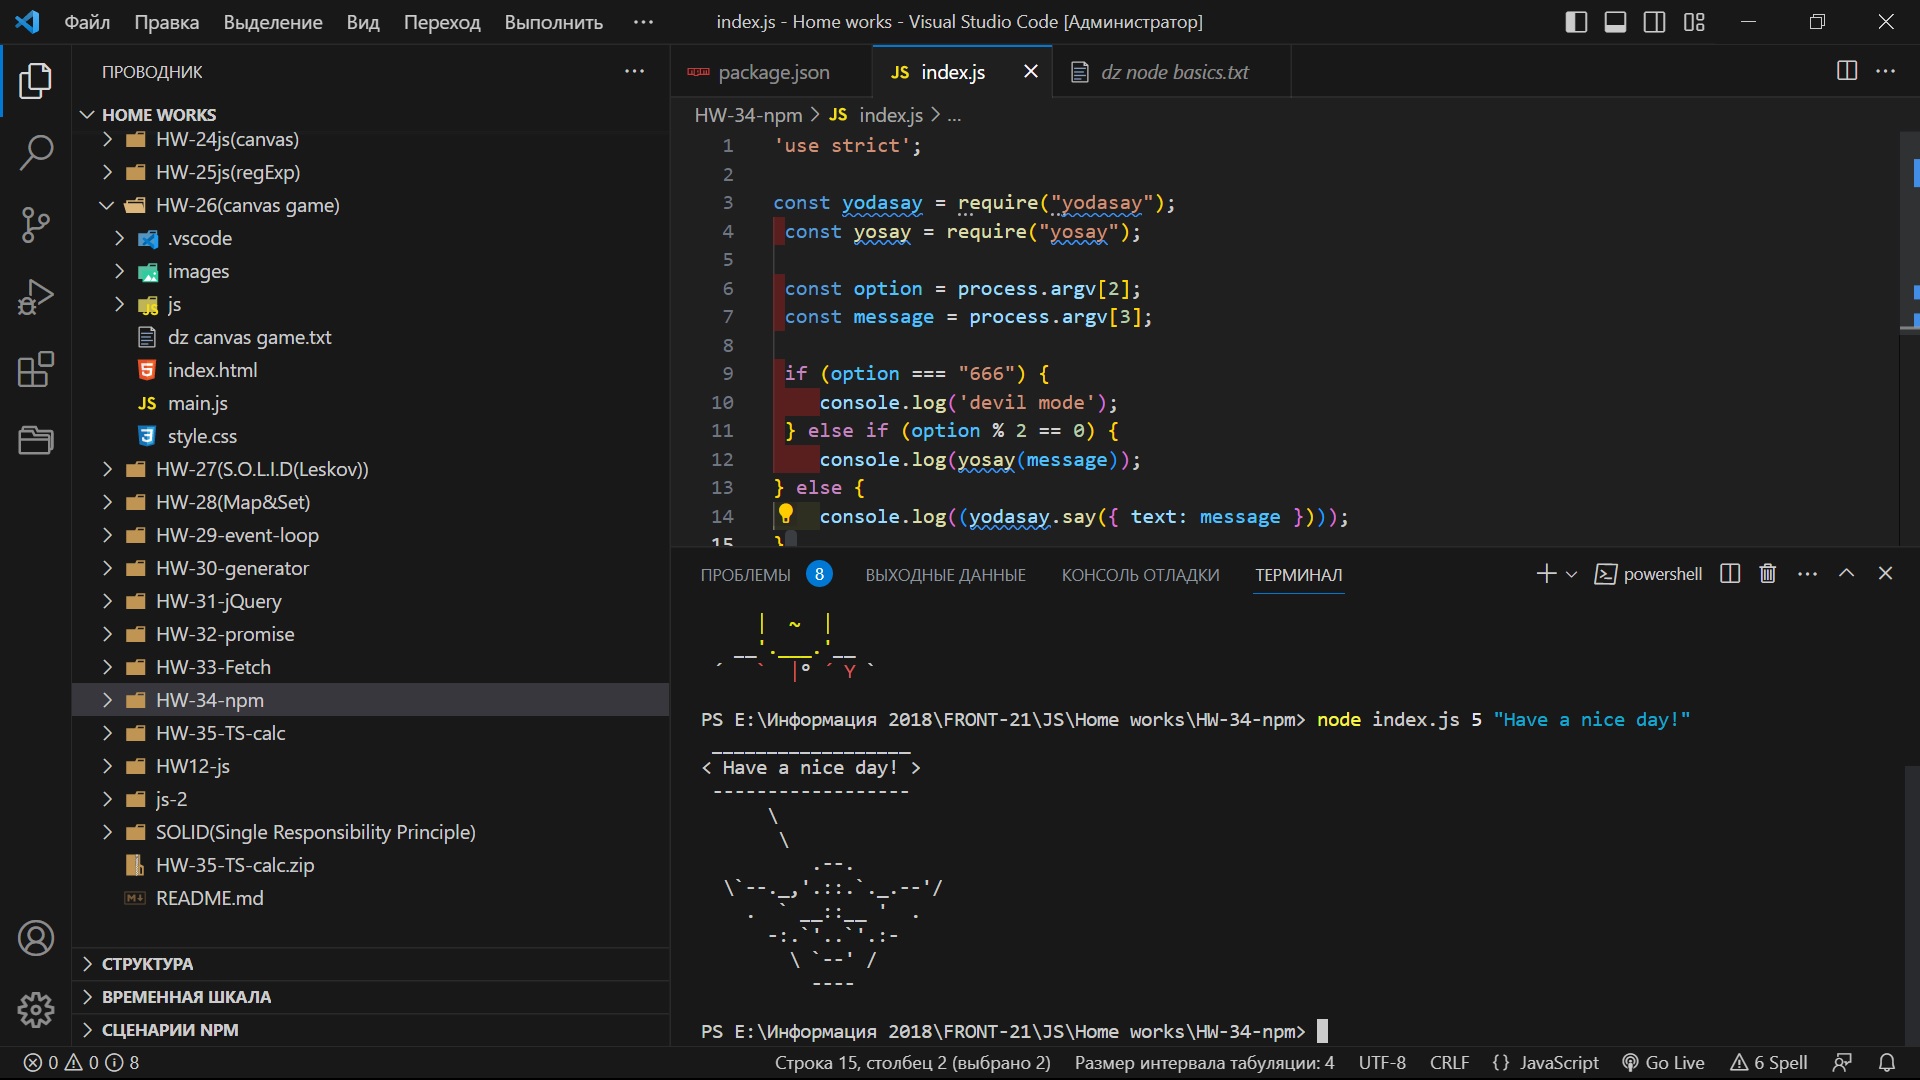 Файл Правка Выделение Вид Переход Выполнить ··· index.js - Home works - Visual Studio Code [Администратор]
ПРОВОДНИК ···
HOME WORKS
HW-24js(canvas)
HW-25js(regExp)
HW-26(canvas game)
.vscode
images
js
dz canvas game.txt
index.html
JS main.js
style.css
HW-27(S.O.L.I.D(Leskov))
HW-28(Map&Set)
HW-29-event-loop
HW-30-generator
HW-31-jQuery
HW-32-promise
HW-33-Fetch
HW-34-npm
HW-35-TS-calc
HW12-js
js-2
SOLID(Single Responsibility Principle)
HW-35-TS-calc.zip
README.md
СТРУКТУРА
ВРЕМЕННАЯ ШКАЛА
СЦЕНАРИИ NPM
package.json JS index.js dz node basics.txt
HW-34-npm > JS index.js > ...
1 'use strict';
2
3 const yodasay = require("yodasay");
4 const yosay = require("yosay");
5
6 const option = process.argv[2];
7 const message = process.argv[3];
8
9 if (option === "666") {
10 console.log('devil mode');
11 } else if (option % 2 == 0) {
12 console.log(yosay(message));
13 } else {
14 console.log((yodasay.say({ text: message })));
15 }
ПРОБЛЕМЫ 8 ВЫХОДНЫЕ ДАННЫЕ КОНСОЛЬ ОТЛАДКИ ТЕРМИНАЛ powershell
| ~ |
__'.___.'__
´ ` |° ´ Y `
PS E:\Информация 2018\FRONT-21\JS\Home works\HW-34-npm> node index.js 5 "Have a nice day!"
__________________
< Have a nice day! >
------------------
\
\
.--.
\`--._,'.::.`._.--'/
. ` __::__ ' .
-:.`'..`'.:-
\ `--' /
----
PS E:\Информация 2018\FRONT-21\JS\Home works\HW-34-npm>
0 0 8 Строка 15, столбец 2 (выбрано 2) Размер интервала табуляции: 4 UTF-8 CRLF {} JavaScript Go Live 6 Spell